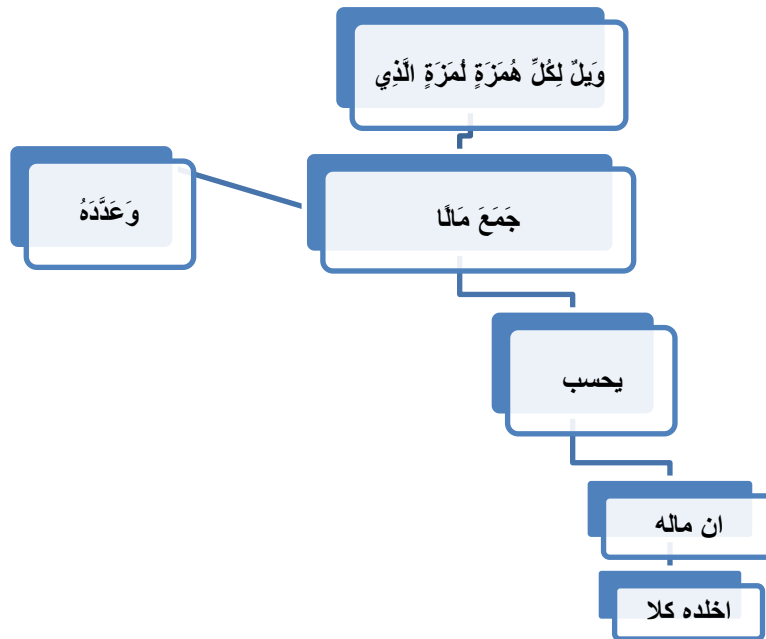 وَيلٌ لِكُلِّ هُمَزَةٍ لُمَزَةٍ الَّذِي
جَمَعَ مَالًا
وَعَدَّدَهُ
يحسب
ان ماله
اخلده كلا